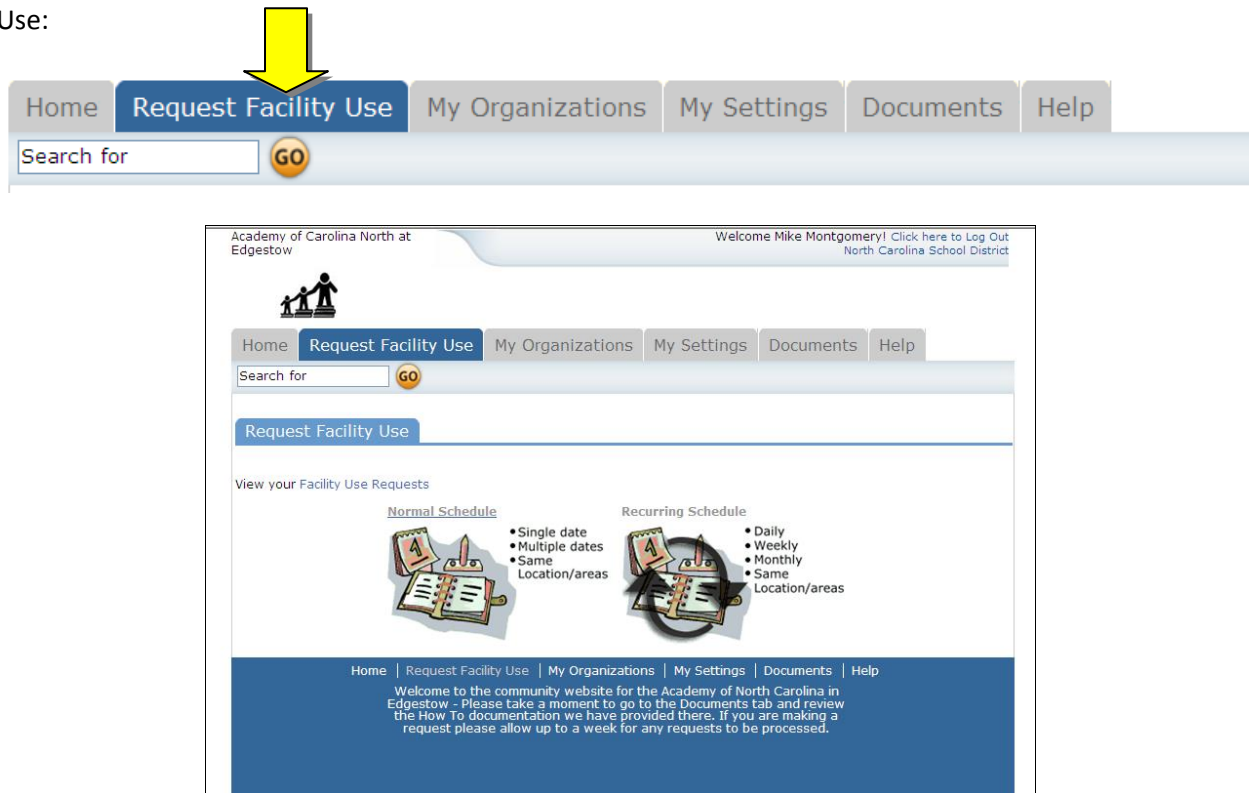 Use:
Home Request Facility Use My Organizations My Settings Documents Help
Search for GO
Academy of Carolina North at
Edgestow
Welcome Mike Montgomery! Click here to Log Out
North Carolina School District
Home Request Facility Use My Organizations My Settings Documents Help
Search for GO
Request Facility Use
View your Facility Use Requests
Normal Schedule
• Single date
• Multiple dates
• Same
Location/areas
Recurring Schedule
• Daily
• Weekly
• Monthly
• Same
Location/areas
Home | Request Facility Use | My Organizations | My Settings | Documents | Help
Welcome to the community website for the Academy of North Carolina in
Edgestow - Please take a moment to go to the Documents tab and review
the How To documentation we have provided there. If you are making a
request please allow up to a week for any requests to be processed.